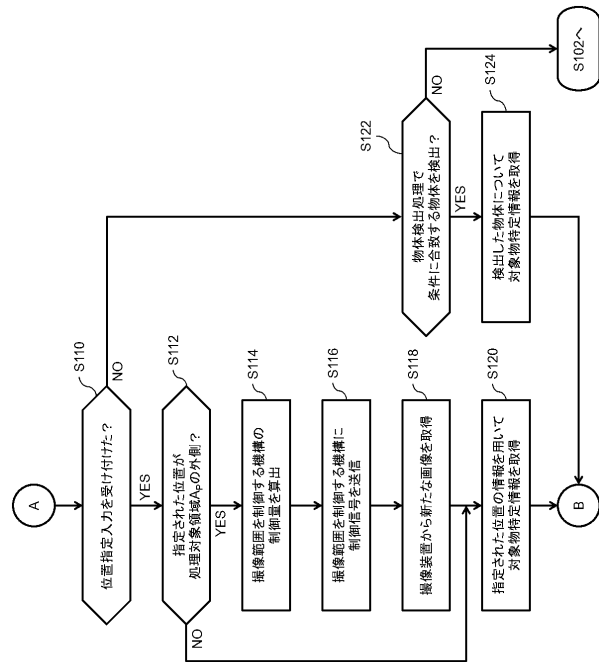 A
S110
位置指定入力を受け付けた？
NO
YES
S112
指定された位置が
処理対象領域APの外側？
NO
YES
S114
撮像範囲を制御する機構の
制御量を算出
S116
撮像範囲を制御する機構に
制御信号を送信
S118
撮像装置から新たな画像を取得
S120
指定された位置の情報を用いて
対象物特定情報を取得
S122
物体検出処理で
条件に合致する物体を検出？
NO
YES
S102へ
S124
検出した物体について
対象物特定情報を取得
B